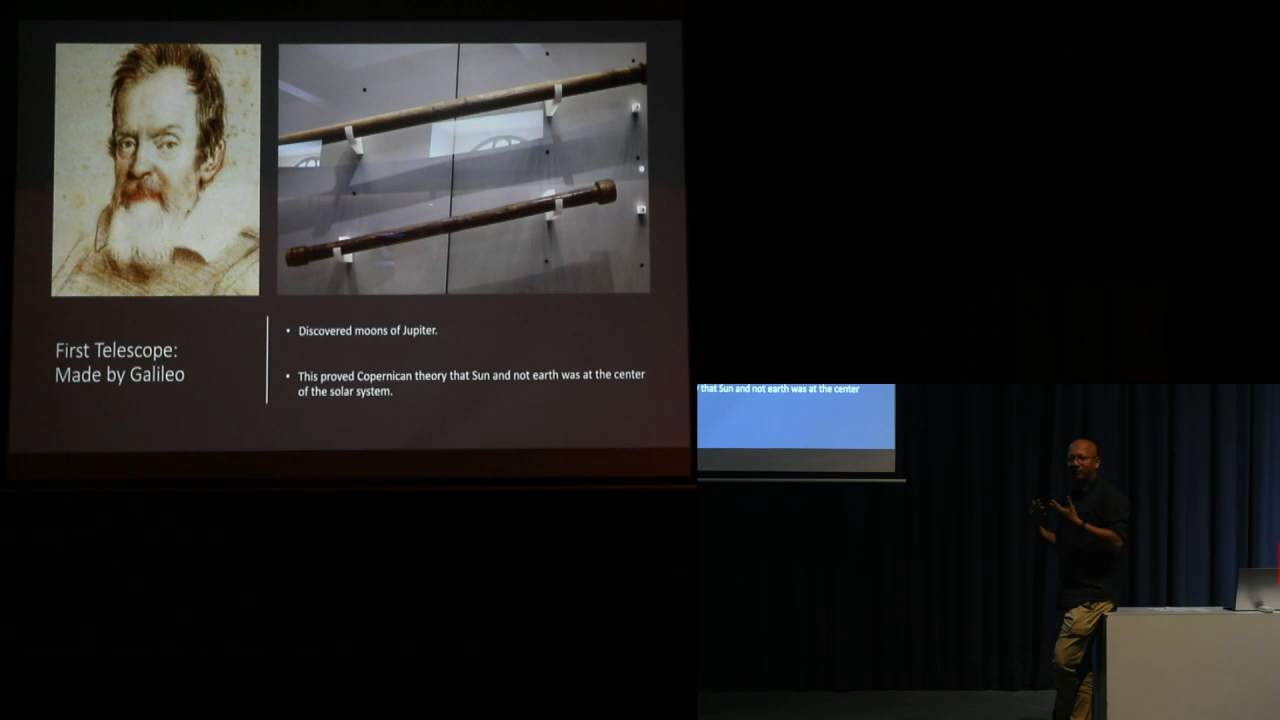 First Telescope:
Made by Galileo
• Discovered moons of Jupiter.
• This proved Copernican theory that Sun and not earth was at the center
of the solar system.
that Sun and not earth was at the center